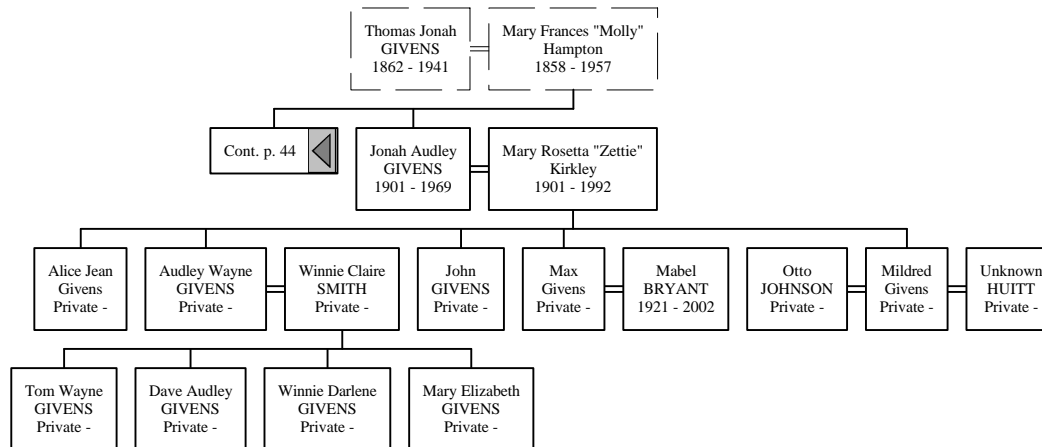 Thomas Jonah
GIVENS
1862 - 1941
Mary Frances "Molly"
Hampton
1858 - 1957
Cont. p. 44
Jonah Audley
GIVENS
1901 - 1969
Mary Rosetta "Zettie"
Kirkley
1901 - 1992
Alice Jean
Givens
Private -
Audley Wayne
GIVENS
Private -
Winnie Claire
SMITH
Private -
John
GIVENS
Private -
Max
Givens
Private -
Mabel
BRYANT
1921 - 2002
Otto
JOHNSON
Private -
Mildred
Givens
Private -
Unknown
HUITT
Private -
Tom Wayne
GIVENS
Private -
Dave Audley
GIVENS
Private -
Winnie Darlene
GIVENS
Private -
Mary Elizabeth
GIVENS
Private -